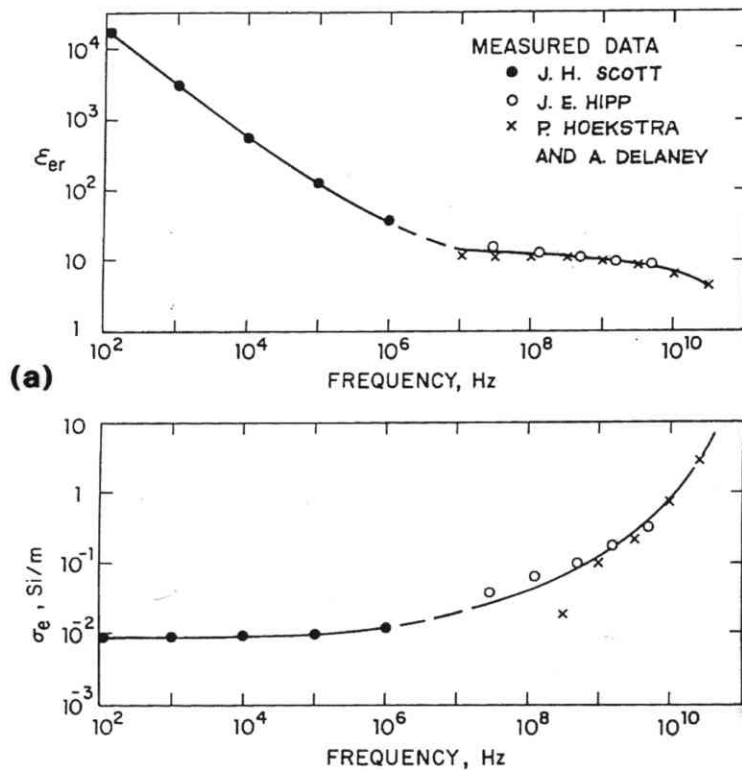 MEASURED DATA
● J. H. SCOTT
○ J. E. HIPP
× P. HOEKSTRA
AND A. DELANEY
ε_er
10⁴
10³
10²
10
1
10² 10⁴ 10⁶ 10⁸ 10¹⁰
(a)
FREQUENCY, Hz
σ_e, Si/m
10
1
10⁻¹
10⁻²
10⁻³
10² 10⁴ 10⁶ 10⁸ 10¹⁰
FREQUENCY, Hz